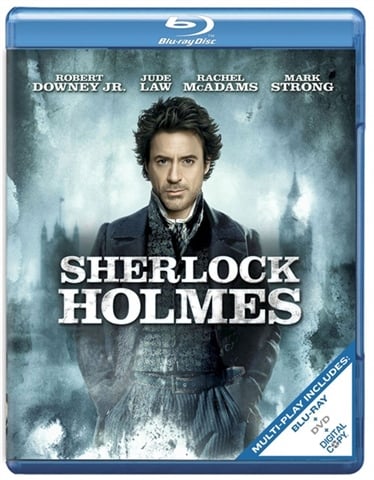 Blu-ray Disc
ROBERT DOWNEY JR.
JUDE LAW
RACHEL McADAMS
MARK STRONG
SHERLOCK
HOLMES
MULTI-PLAY INCLUDES:
BLU-RAY
+
DVD
+
DIGITAL
COPY